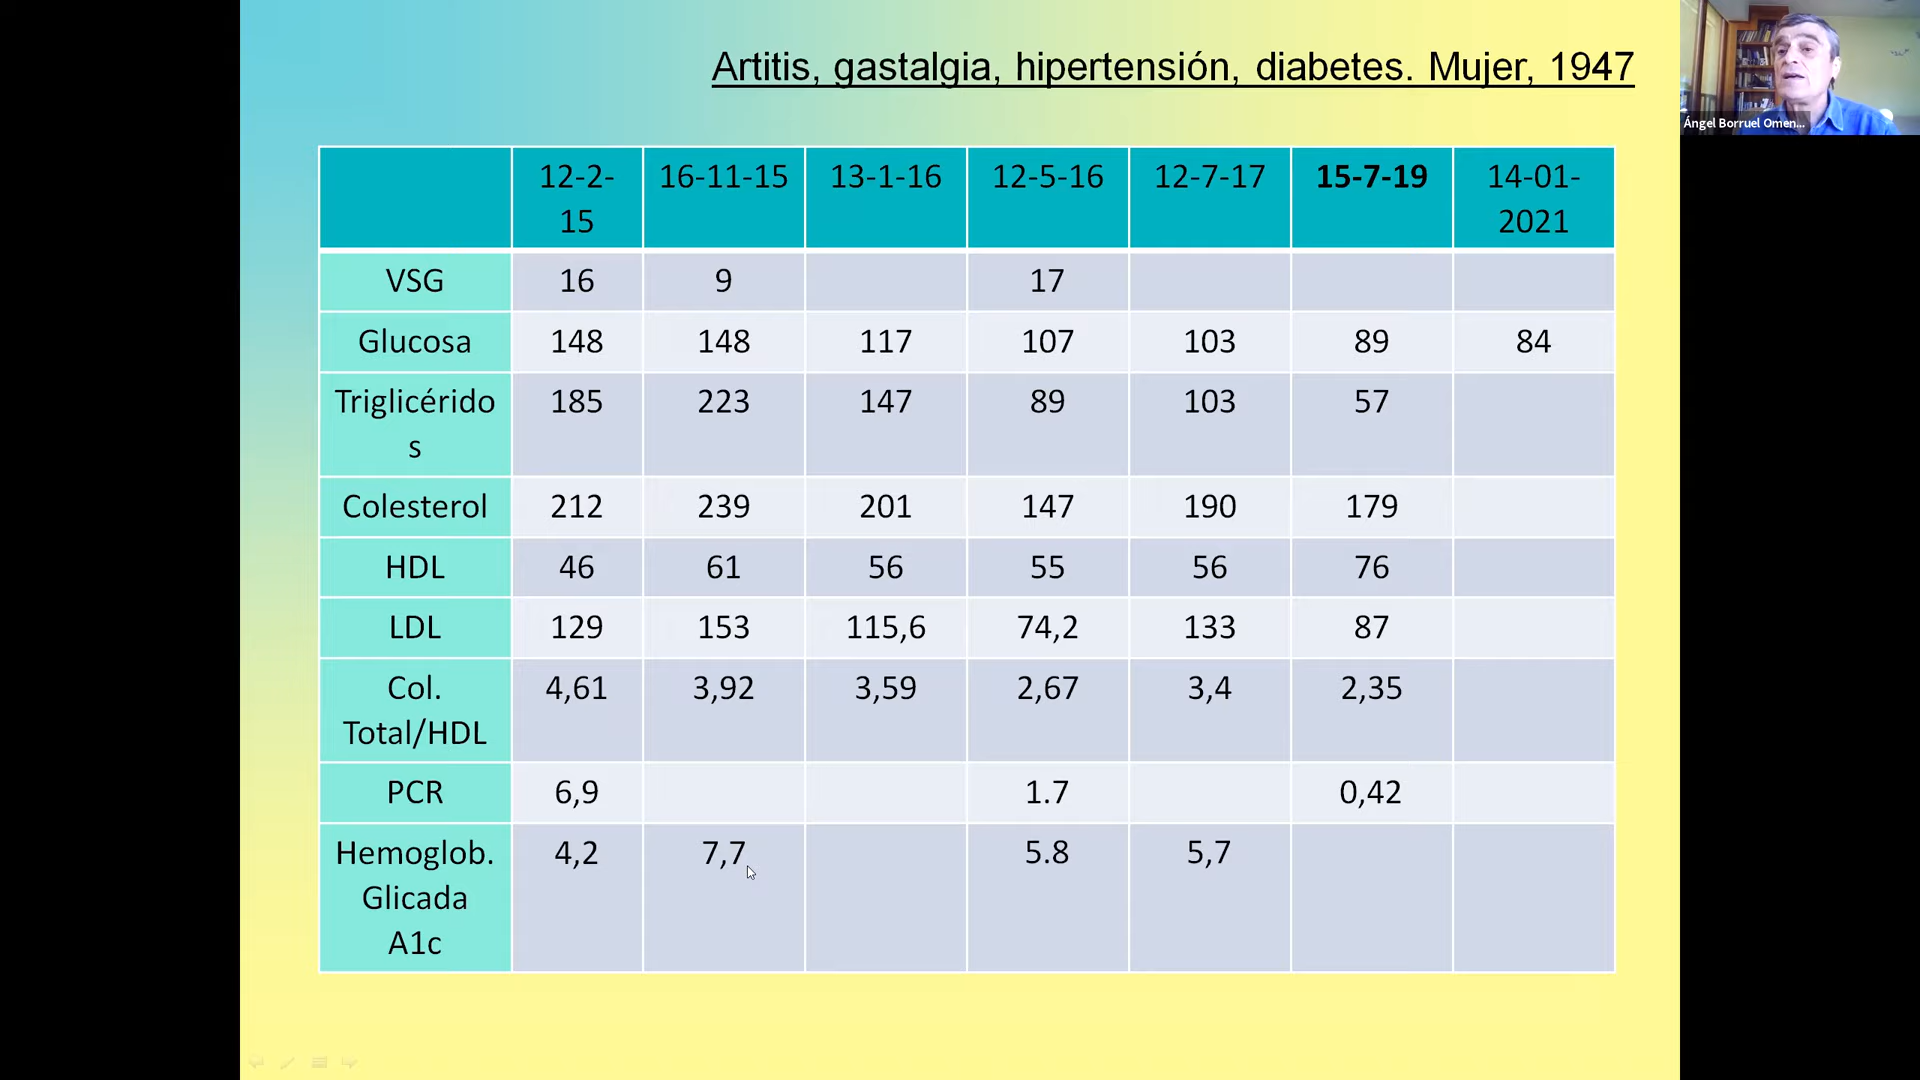 Artitis, gastalgia, hipertensión, diabetes. Mujer, 1947
Ángel Borruel Omen...
12-2-
15
16-11-15
13-1-16
12-5-16
12-7-17
15-7-19
14-01-
2021
VSG 16 9 17
Glucosa 148 148 117 107 103 89 84
Triglicérido
s
185 223 147 89 103 57
Colesterol 212 239 201 147 190 179
HDL 46 61 56 55 56 76
LDL 129 153 115,6 74,2 133 87
Col.
Total/HDL
4,61 3,92 3,59 2,67 3,4 2,35
PCR 6,9 1.7 0,42
Hemoglob.
Glicada
A1c
4,2 7,7 5.8 5,7